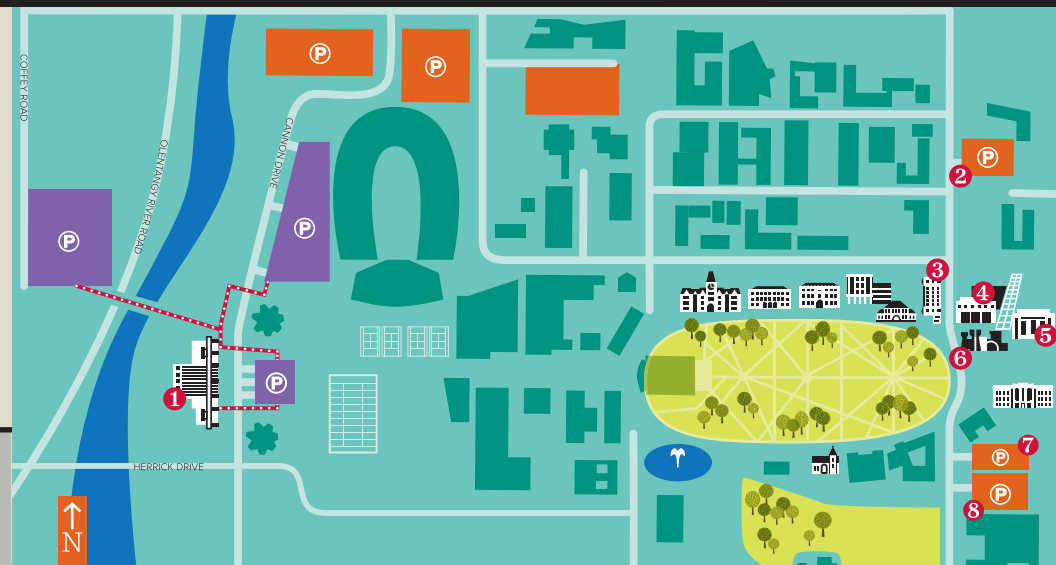 COFFEY ROAD
OLENTANGY RIVER ROAD
CANNON DRIVE
P
P
P
P
2
P
3
4
5
6
P
1
HERRICK DRIVE
7
P
P
8
N